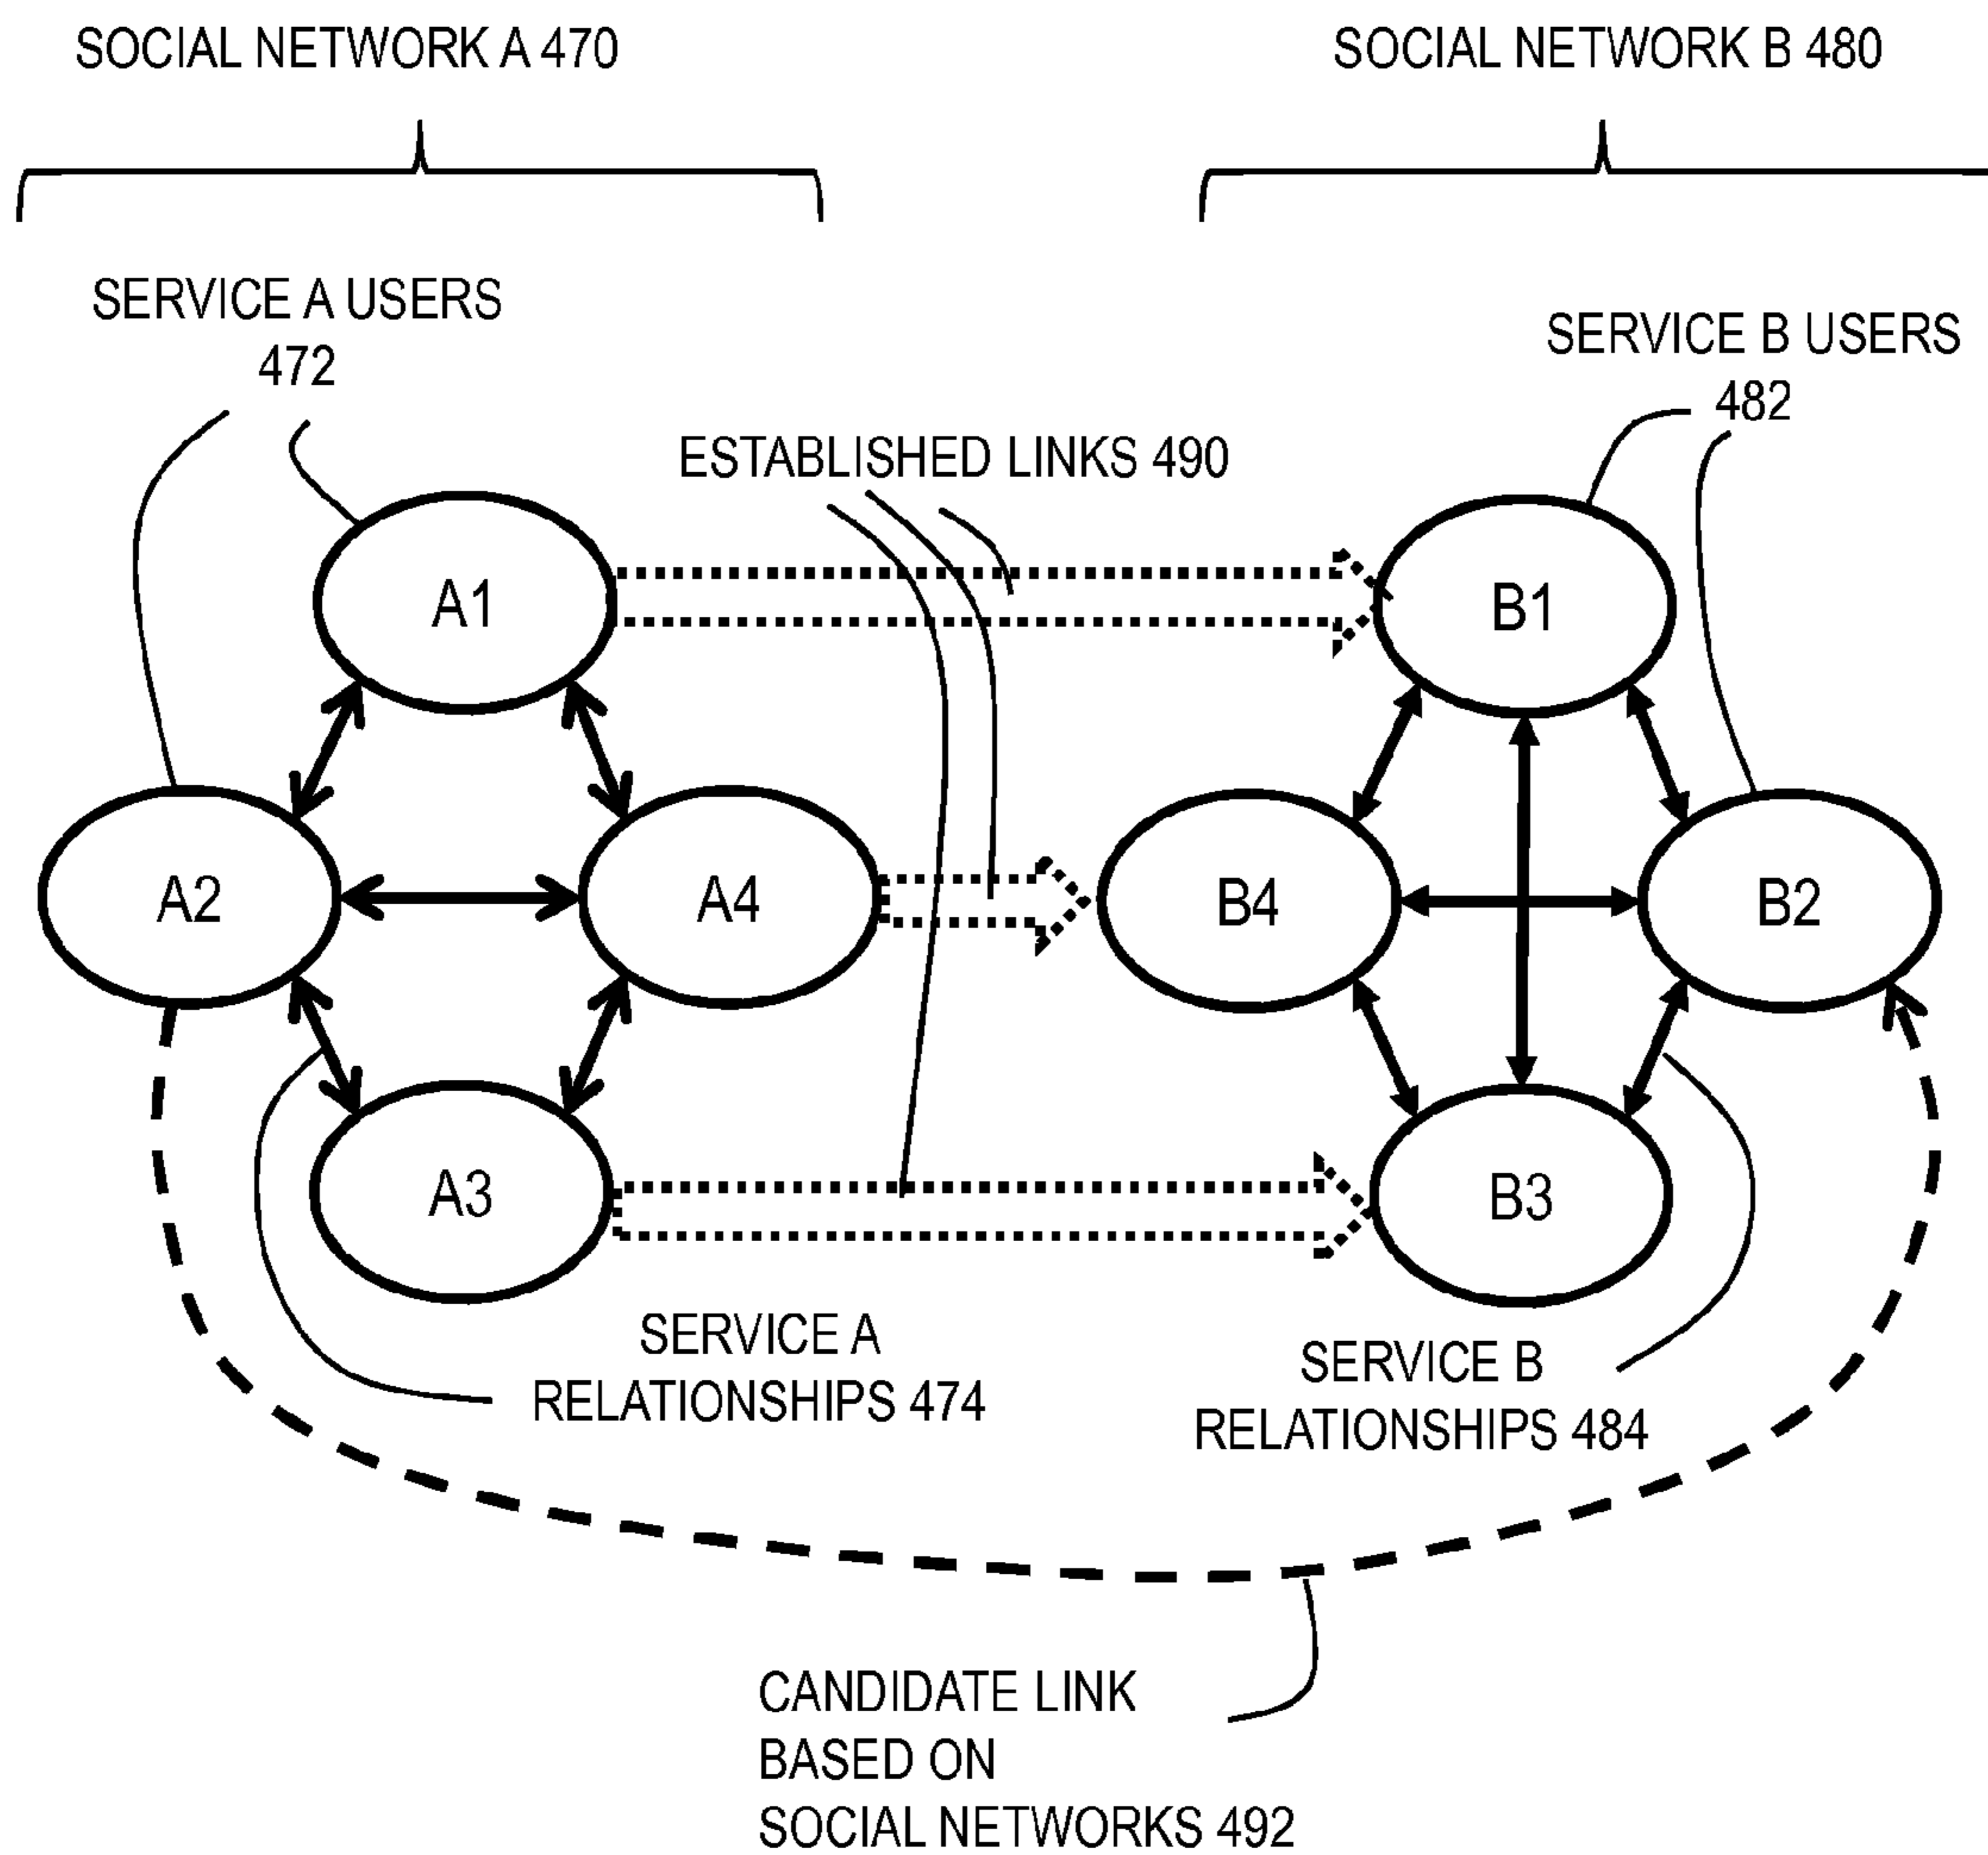 SOCIAL NETWORK A 470
SOCIAL NETWORK B 480
SERVICE A USERS
472
SERVICE B USERS
482
ESTABLISHED LINKS 490
A1
B1
A2
A4
B4
B2
A3
B3
SERVICE A
RELATIONSHIPS 474
SERVICE B
RELATIONSHIPS 484
CANDIDATE LINK
BASED ON
SOCIAL NETWORKS 492